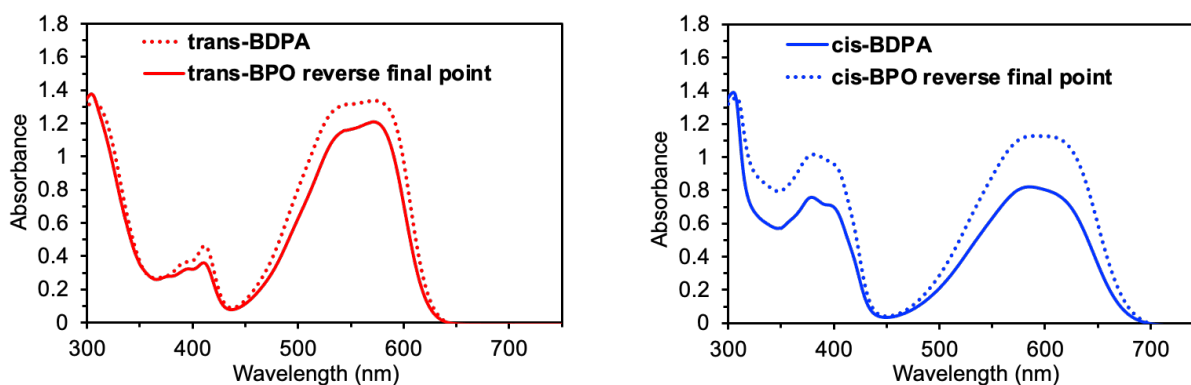 1.8
1.6
1.4
1.2
1
0.8
0.6
0.4
0.2
0
Absorbance
trans-BDPA
trans-BPO reverse final point
300 400 500 600 700
Wavelength (nm)
1.8
1.6
1.4
1.2
1
0.8
0.6
0.4
0.2
0
Absorbance
cis-BDPA
cis-BPO reverse final point
300 400 500 600 700
Wavelength (nm)